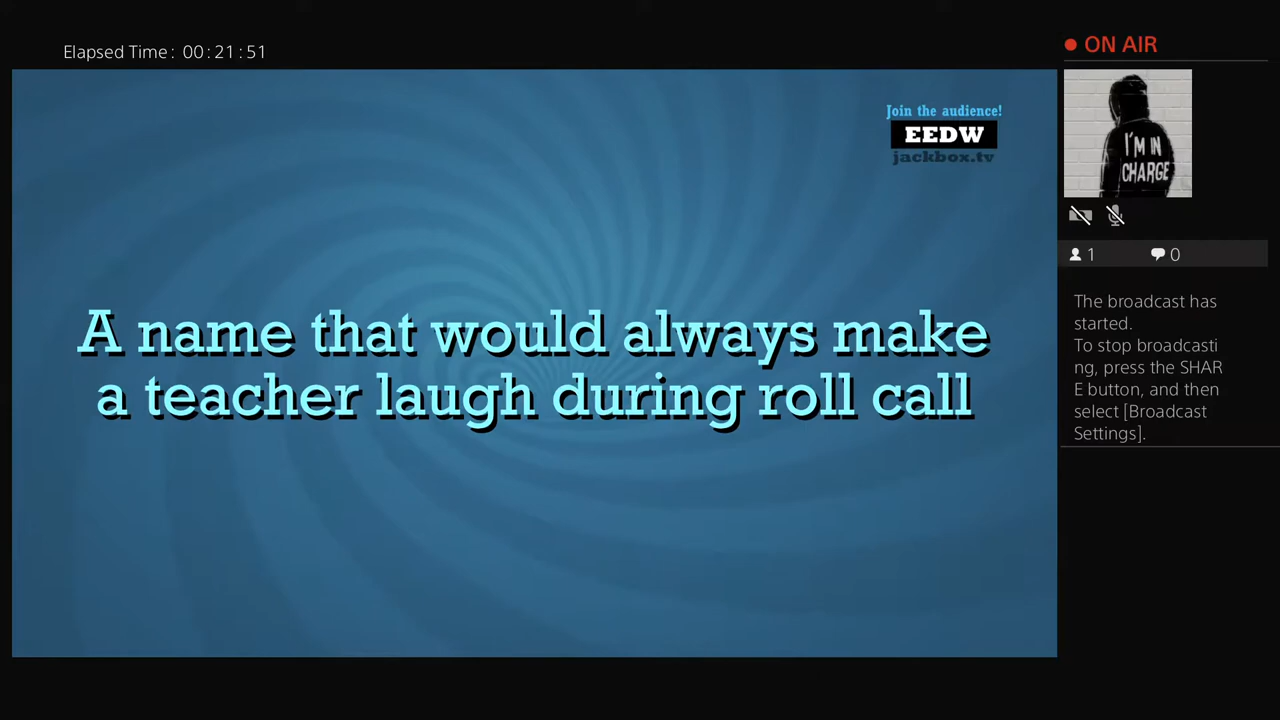 Elapsed Time: 00:21:51
ON AIR
Join the audience!
EEDW
jackbox.tv
I'M IN
CHARGE
1
0
A name that would always make
a teacher laugh during roll call
The broadcast has
started.
To stop broadcasti
ng, press the SHAR
E button, and then
select [Broadcast
Settings].